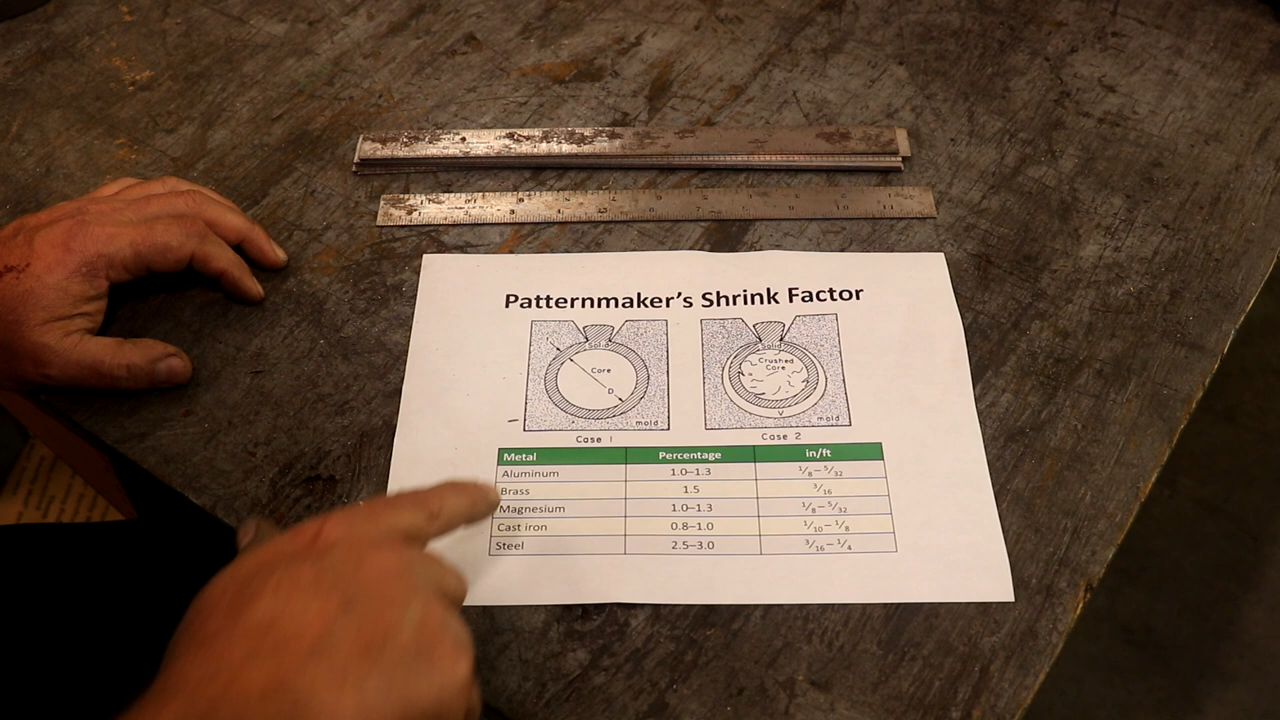 Patternmaker's Shrink Factor
Solid
Core
D
mold
Case 1
Solid
Crushed
Core
V
mold
Case 2
Metal Percentage in/ft
Aluminum 1.0–1.3 1/8–5/32
Brass 1.5 3/16
Magnesium 1.0–1.3 1/8–5/32
Cast iron 0.8–1.0 1/10–1/8
Steel 2.5–3.0 3/16–1/4